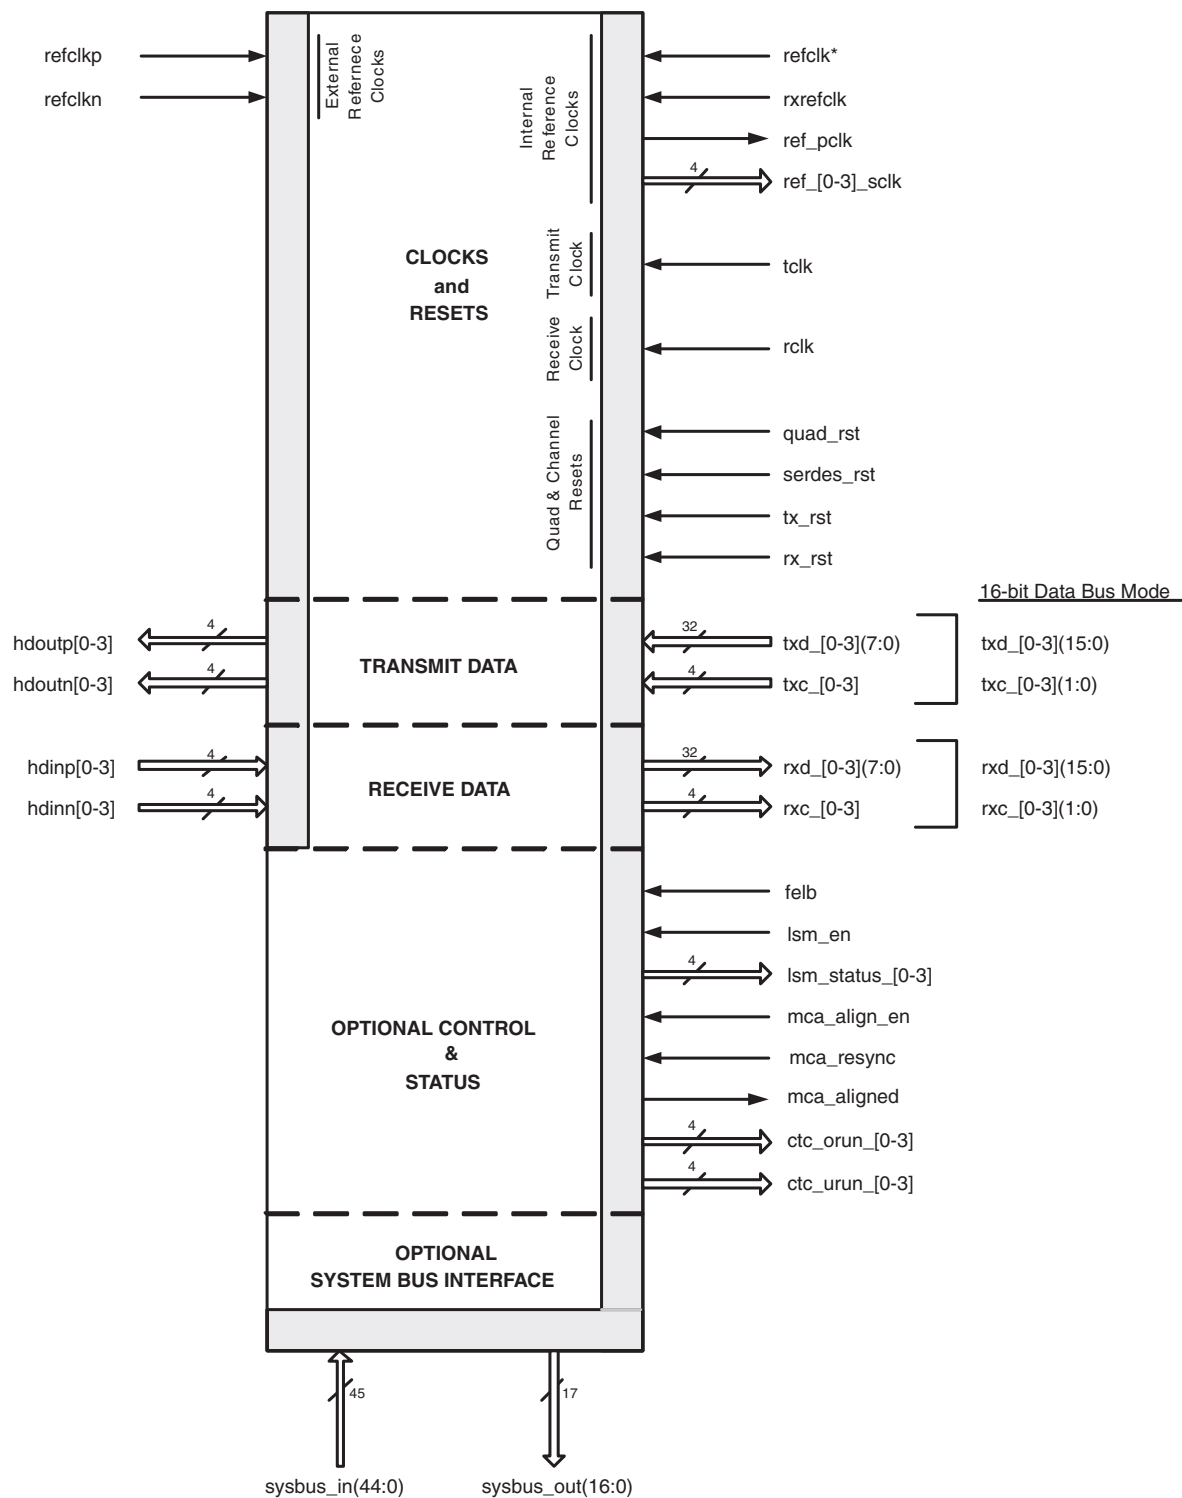 refclkp
refclkn
External
Refernece
Clocks
Internal
Reference
Clocks
refclk*
rxrefclk
ref_pclk
4
ref_[0-3]_sclk
CLOCKS
and
RESETS
Transmit
Clock
tclk
Receive
Clock
rclk
Quad & Channel
Resets
quad_rst
serdes_rst
tx_rst
rx_rst
16-bit Data Bus Mode
hdoutp[0-3]
4
hdoutn[0-3]
4
TRANSMIT DATA
32
txd_[0-3](7:0)
txd_[0-3](15:0)
4
txc_[0-3]
txc_[0-3](1:0)
hdinp[0-3]
4
hdinn[0-3]
4
RECEIVE DATA
32
rxd_[0-3](7:0)
rxd_[0-3](15:0)
4
rxc_[0-3]
rxc_[0-3](1:0)
OPTIONAL CONTROL
&
STATUS
felb
lsm_en
4
lsm_status_[0-3]
mca_align_en
mca_resync
mca_aligned
4
ctc_orun_[0-3]
4
ctc_urun_[0-3]
OPTIONAL
SYSTEM BUS INTERFACE
45
17
sysbus_in(44:0)
sysbus_out(16:0)